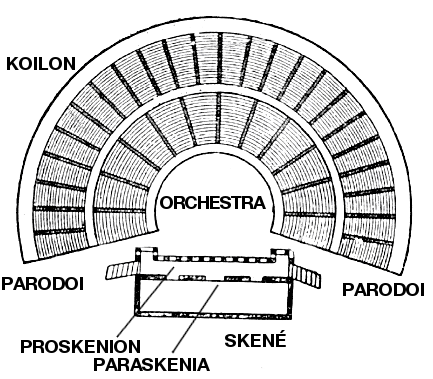 KOILON
ORCHESTRA
PARODOI
PARODOI
SKENÉ
PROSKENION
PARASKENIA